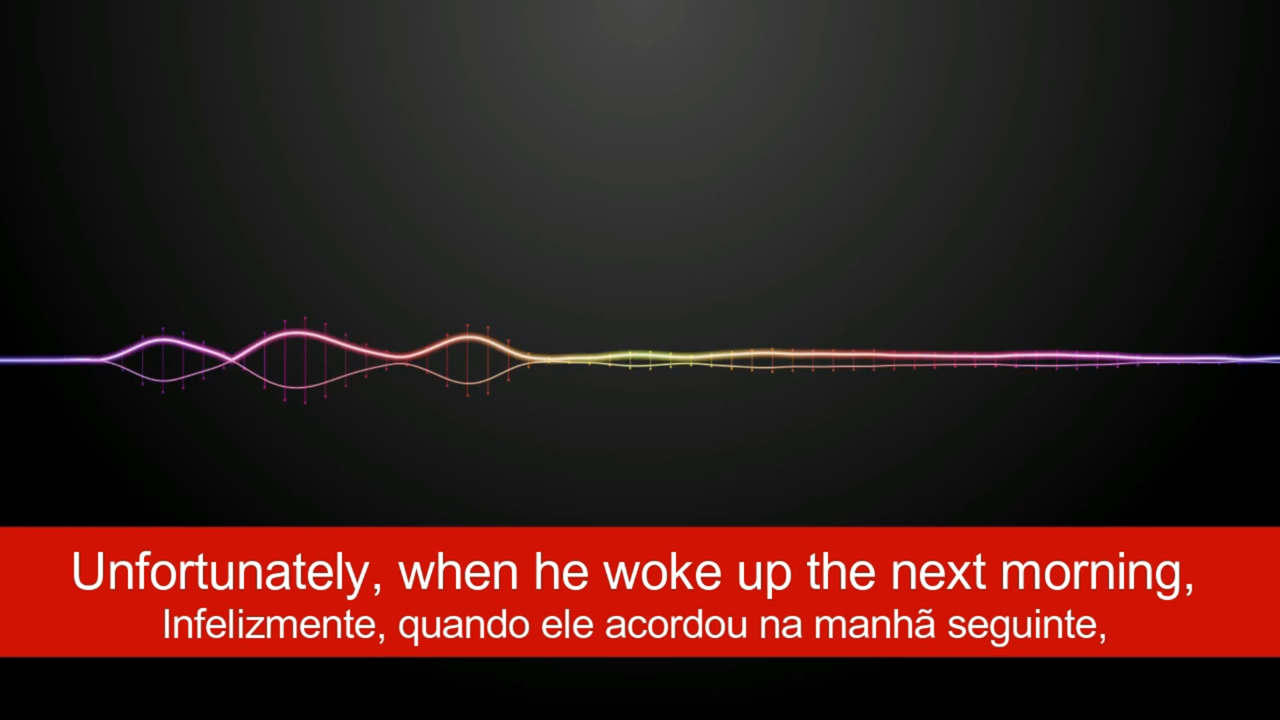 Unfortunately, when he woke up the next morning,
Infelizmente, quando ele acordou na manhã seguinte,